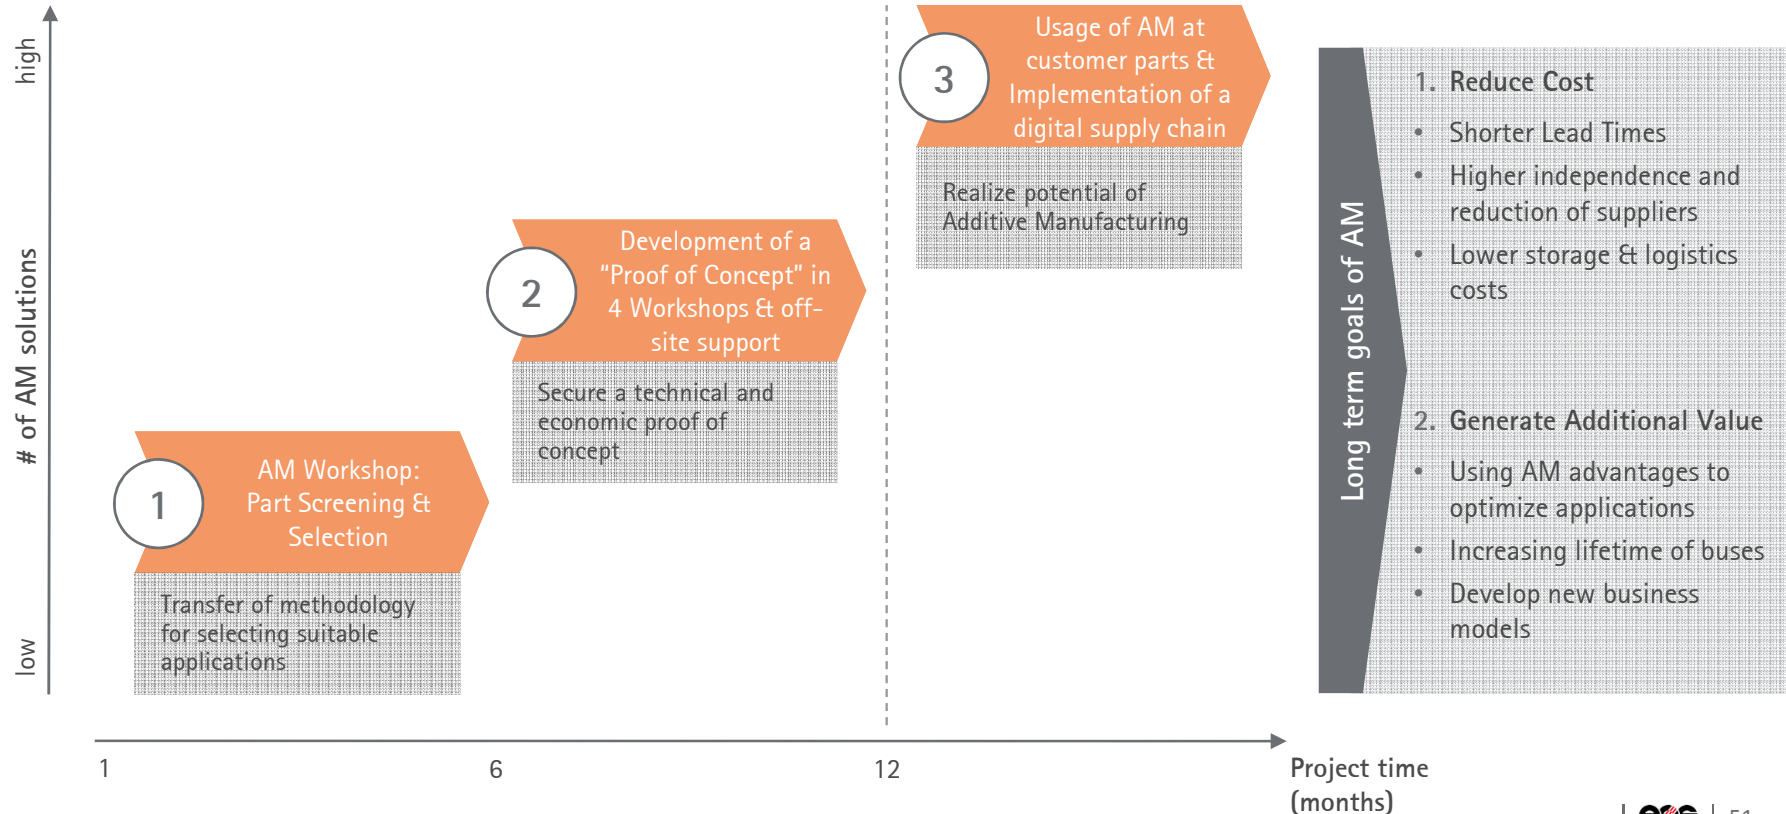 high
# of AM solutions
low
1
AM Workshop:
Part Screening &
Selection
Transfer of methodology
for selecting suitable
applications
2
Development of a
"Proof of Concept" in
4 Workshops & off-
site support
Secure a technical and
economic proof of
concept
3
Usage of AM at
customer parts &
Implementation of a
digital supply chain
Realize potential of
Additive Manufacturing
Long term goals of AM
1. Reduce Cost
• Shorter Lead Times
• Higher independence and
reduction of suppliers
• Lower storage & logistics
costs
2. Generate Additional Value
• Using AM advantages to
optimize applications
• Increasing lifetime of buses
• Develop new business
models
1
6
12
Project time
(months)